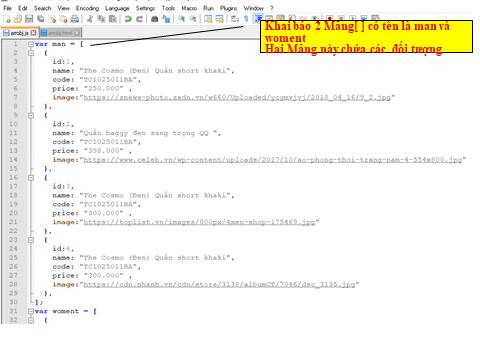 File Edit Search View Encoding Language Settings Tools Macro Run Plugins Window ?
arrobj.js arrobj.html
Khai báo 2 Mảng[ ] có tên là man và
woment
Hai Mảng này chứa các đối tượng
1 var man = [
2 {
3 id:1,
4 name: "The Cosmo (Đen) Quần short khaki",
5 code: "TC1025011BA",
6 price: "250.000" ,
7 image:"https://znews-photo.zadn.vn/w660/Uploaded/ycgmvjvj/2018_04_16/9_2.jpg"
8 },
9 {
10 id:2,
11 name: "Quần baggy đen sang trọng QQ ",
12 code: "TC1025011BA",
13 price: "398.000" ,
14 image:"https://www.celeb.vn/wp-content/uploads/2017/10/ao-phong-thoi-trang-nam-4-554x800.jpg"
15 },
16 {
17 id:3,
18 name: "The Cosmo (Đen) Quần short khaki",
19 code: "TC1025011BA",
20 price: "300.000" ,
21 image:"https://toplist.vn/images/800px/4men-shop-175469.jpg"
22 },
23 {
24 id:4,
25 name: "The Cosmo (Đen) Quần short khaki",
26 code: "TC1025011BA",
27 price: "300.000" ,
28 image:"https://cdn.nhanh.vn/cdn/store/3138/albumCT/7046/dsc_3135.jpg"
29 },
30 ];
31 var woment = [
32 {